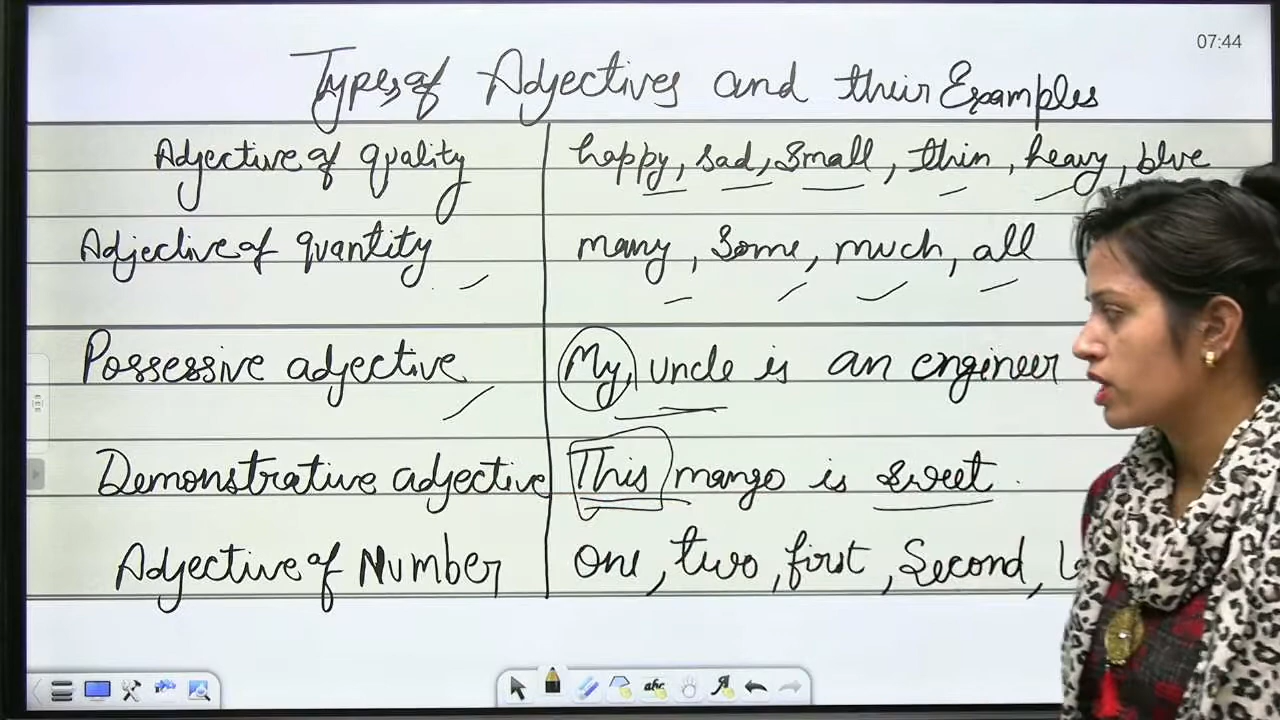 07:44
Types of Adjectives and their Examples
Adjective of quality happy, sad, small, thin, heavy, blue
Adjective of quantity many, Some, much, all
Possessive adjective My, uncle is an engineer
Demonstrative adjective This mango is sweet.
Adjective of Number One, two, first, Second,
abc